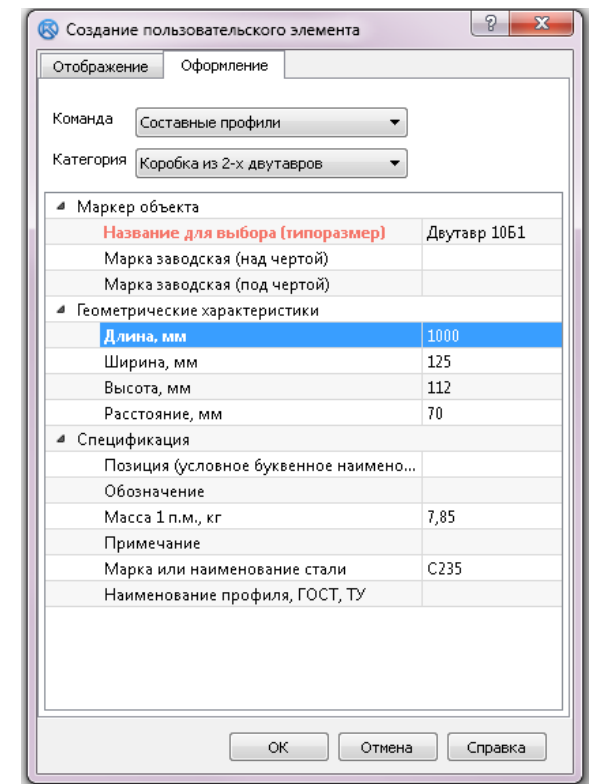 Создание пользовательского элемента
Отображение Оформление
Команда Составные профили
Категория Коробка из 2-х двутавров
Маркер объекта
Название для выбора (типоразмер) Двутавр 10Б1
Марка заводская (над чертой)
Марка заводская (под чертой)
Геометрические характеристики
Длина, мм 1000
Ширина, мм 125
Высота, мм 112
Расстояние, мм 70
Спецификация
Позиция (условное буквенное наимено...
Обозначение
Масса 1 п.м., кг 7,85
Примечание
Марка или наименование стали С235
Наименование профиля, ГОСТ, ТУ
ОК Отмена Справка